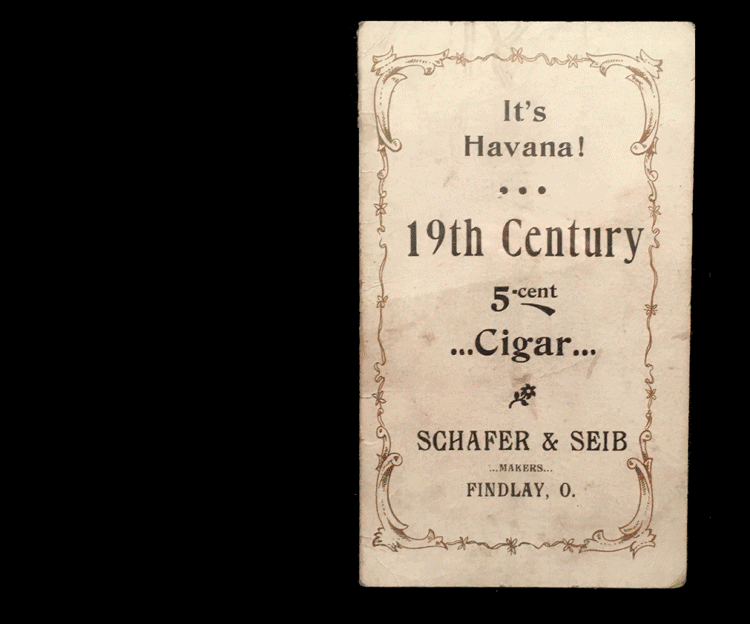 It's
Havana!
19th Century
5-cent
...Cigar...
SCHAFER & SEIB
...MAKERS...
FINDLAY, O.